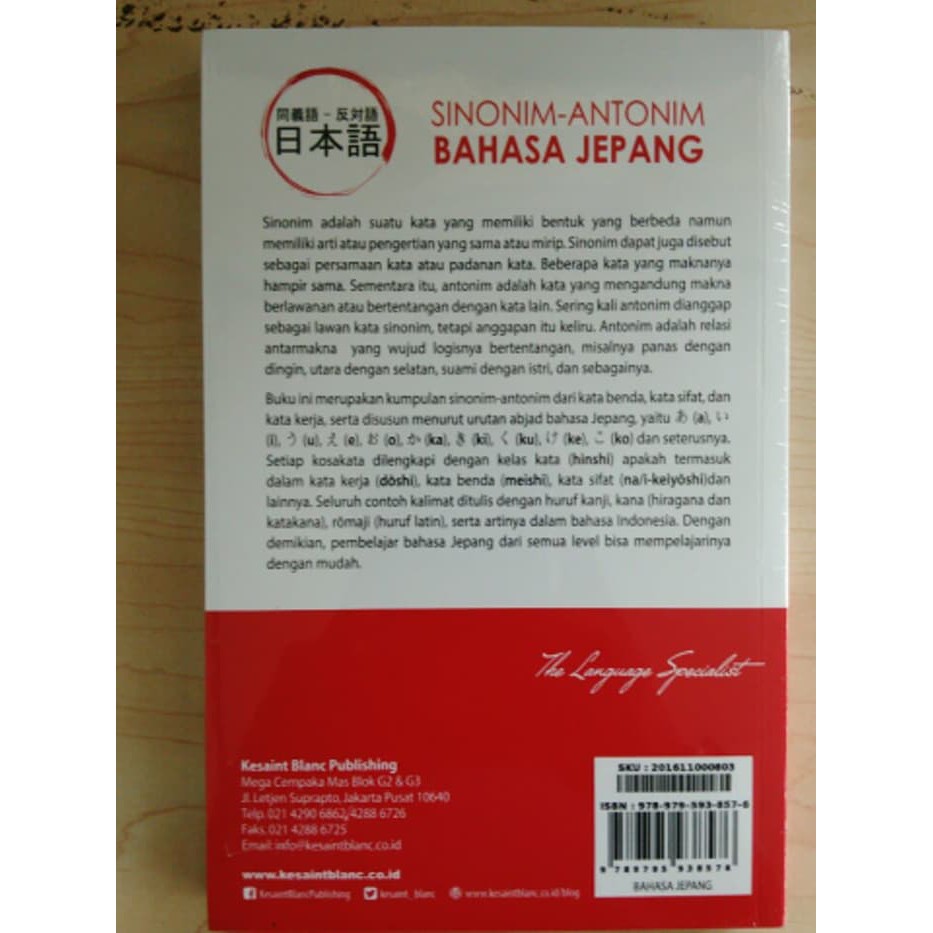 同義語 - 反対語
日本語
SINONIM-ANTONIM
BAHASA JEPANG
Sinonim adalah suatu kata yang memiliki bentuk yang berbeda namun
memiliki arti atau pengertian yang sama atau mirip. Sinonim dapat juga disebut
sebagai persamaan kata atau padanan kata. Beberapa kata yang maknanya
hampir sama. Sementara itu, antonim adalah kata yang mengandung makna
berlawanan atau bertentangan dengan kata lain. Sering kali antonim dianggap
sebagai lawan kata sinonim, tetapi anggapan itu keliru. Antonim adalah relasi
antarmakna yang wujud logisnya bertentangan, misalnya panas dengan
dingin, utara dengan selatan, suami dengan istri, dan sebagainya.
Buku ini merupakan kumpulan sinonim-antonim dari kata benda, kata sifat, dan
kata kerja, serta disusun menurut urutan abjad bahasa Jepang, yaitu あ (a), い
(i), う (u), え (e), お (o), か (ka), き (ki), く (ku), け (ke), こ (ko) dan seterusnya.
Setiap kosakata dilengkapi dengan kelas kata (hinshi) apakah termasuk
dalam kata kerja (dōshi), kata benda (meishi), kata sifat (na/i-keiyōshi)dan
lainnya. Seluruh contoh kalimat ditulis dengan huruf kanji, kana (hiragana dan
katakana), rōmaji (huruf latin), serta artinya dalam bahasa Indonesia. Dengan
demikian, pembelajar bahasa Jepang dari semua level bisa mempelajarinya
dengan mudah.
The Language Specialist
Kesaint Blanc Publishing
Mega Cempaka Mas Blok G2 & G3
Jl. Letjen Suprapto, Jakarta Pusat 10640
Telp. 021 4290 6862/4288 6726
Faks. 021 4288 6725
Email: info@kesaintblanc.co.id
www.kesaintblanc.co.id
KesaintBlancPublishing kesaint_blanc www.kesaintblanc.co.id/blog
SKU : 201611000803
ISBN : 978-979-593-857-6
9 789795 938576
BAHASA JEPANG